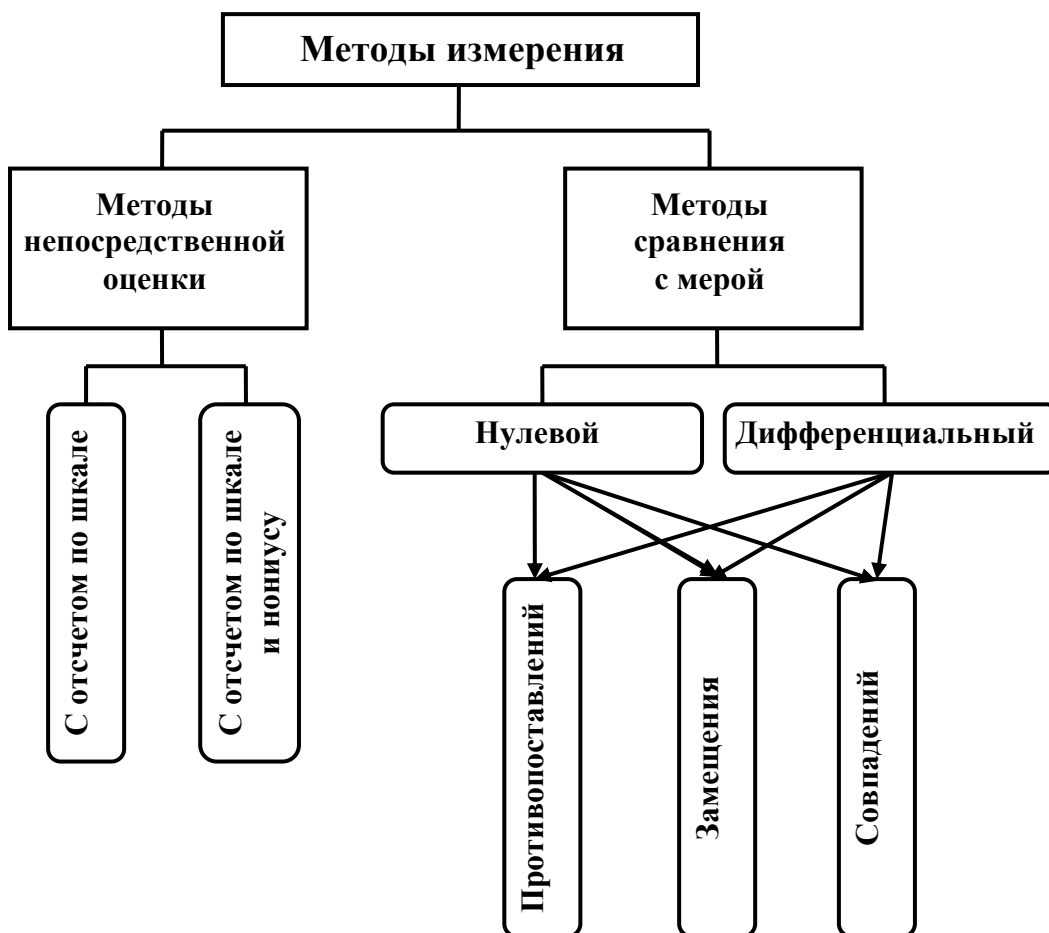 Методы измерения
Методы
непосредственной
оценки
Методы
сравнения
с мерой
С отсчетом по шкале
С отсчетом по шкале
и нониусу
Нулевой
Дифференциальный
Противопоставлений
Замещения
Совпадений